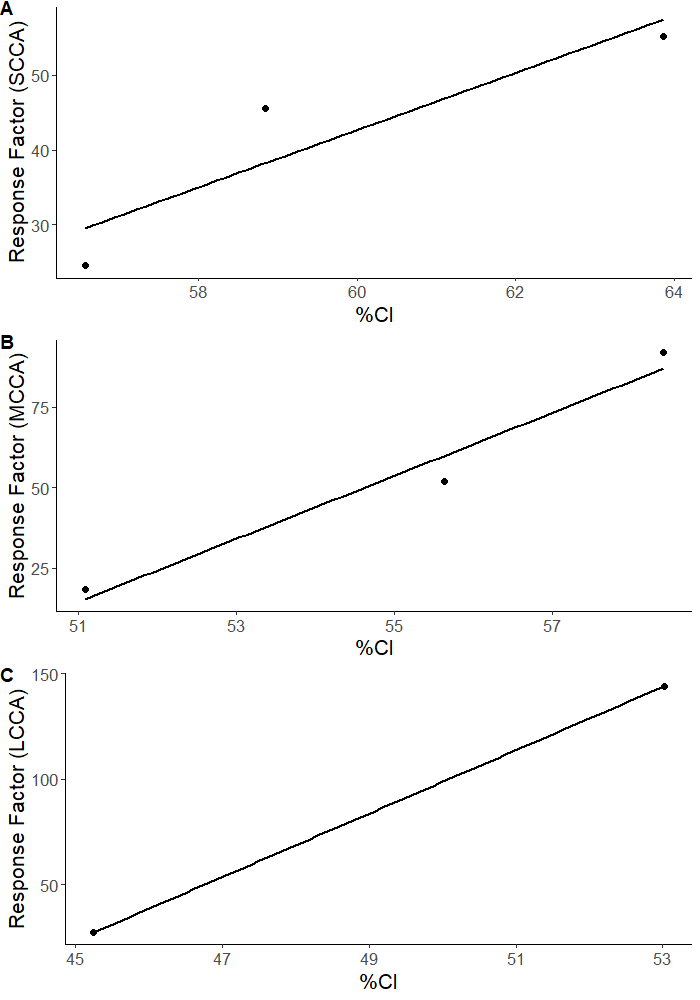 A
Response Factor (SCCA)
50
40
30
58
60
62
64
%Cl
B
Response Factor (MCCA)
75
50
25
51
53
55
57
%Cl
C
Response Factor (LCCA)
150
100
50
45
47
49
51
53
%Cl